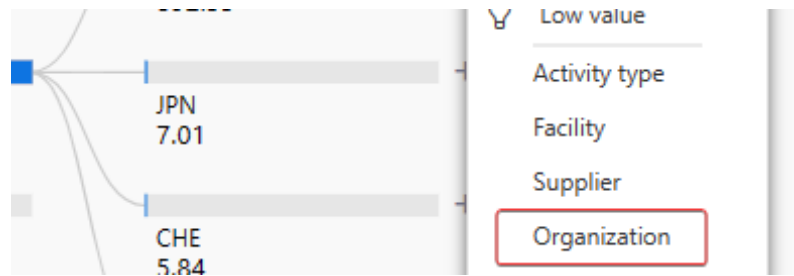 JPN
7.01
CHE
5.84
Low value
Activity type
Facility
Supplier
Organization